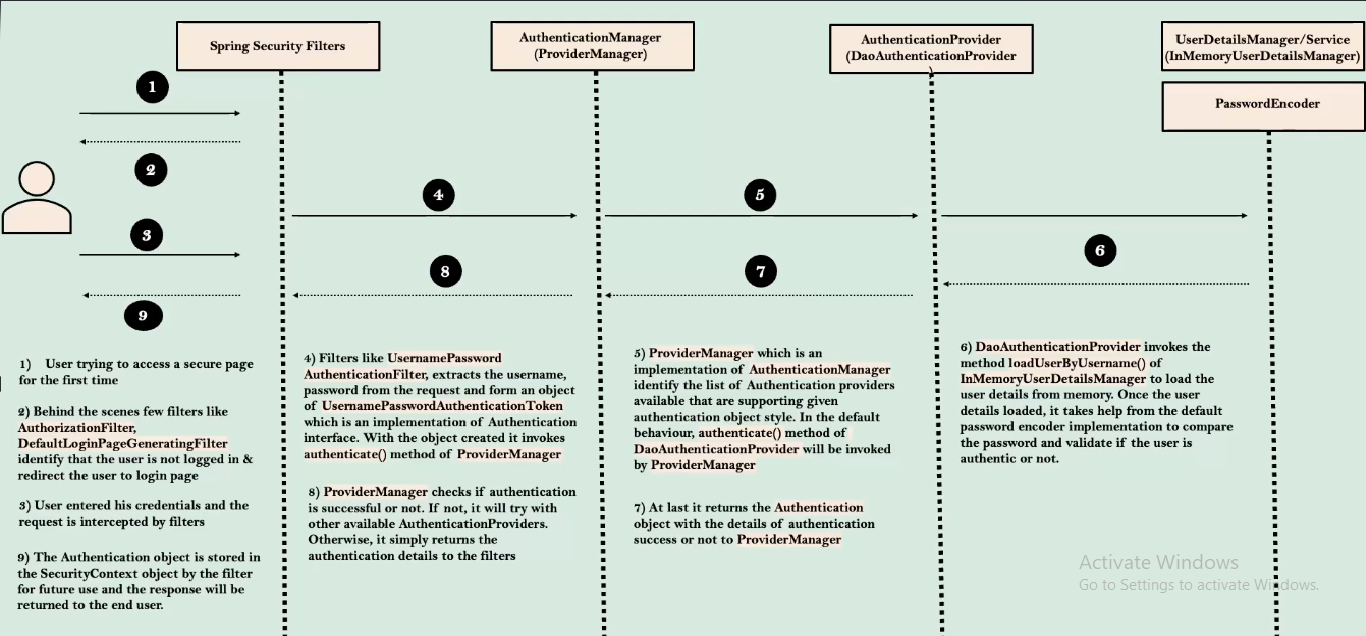 Spring Security Filters
AuthenticationManager
(ProviderManager)
AuthenticationProvider
(DaoAuthenticationProvider
)
UserDetailsManager/Service
(InMemoryUserDetailsManager)
PasswordEncoder
1
2
3
4
5
6
7
8
9
1) User trying to access a secure page
for the first time
2) Behind the scenes few filters like
AuthorizationFilter,
DefaultLoginPageGeneratingFilter
identify that the user is not logged in &
redirect the user to login page
3) User entered his credentials and the
request is intercepted by filters
9) The Authentication object is stored in
the SecurityContext object by the filter
for future use and the response will be
returned to the end user.
4) Filters like UsernamePassword
AuthenticationFilter, extracts the username,
password from the request and form an object
of UsernamePasswordAuthenticationToken
which is an implementation of Authentication
interface. With the object created it invokes
authenticate() method of ProviderManager
8) ProviderManager checks if authentication
is successful or not. If not, it will try with
other available AuthenticationProviders.
Otherwise, it simply returns the
authentication details to the filters
5) ProviderManager which is an
implementation of AuthenticationManager
identify the list of Authentication providers
available that are supporting given
authentication object style. In the default
behaviour, authenticate() method of
DaoAuthenticationProvider will be invoked
by ProviderManager
7) At last it returns the Authentication
object with the details of authentication
success or not to ProviderManager
6) DaoAuthenticationProvider invokes the
method loadUserByUsername() of
InMemoryUserDetailsManager to load the
user details from memory. Once the user
details loaded, it takes help from the default
password encoder implementation to compare
the password and validate if the user is
authentic or not.
Activate Windows
Go to Settings to activate Windows.